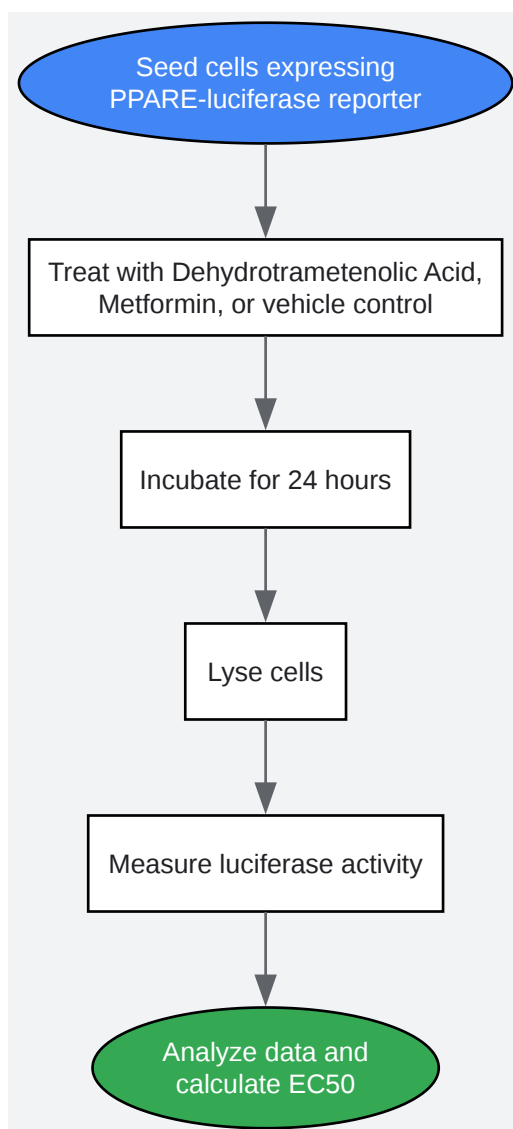 Seed cells expressing
PPARE-luciferase reporter
Treat with Dehydrotrametenolic Acid,
Metformin, or vehicle control
Incubate for 24 hours
Lyse cells
Measure luciferase activity
Analyze data and
calculate EC50